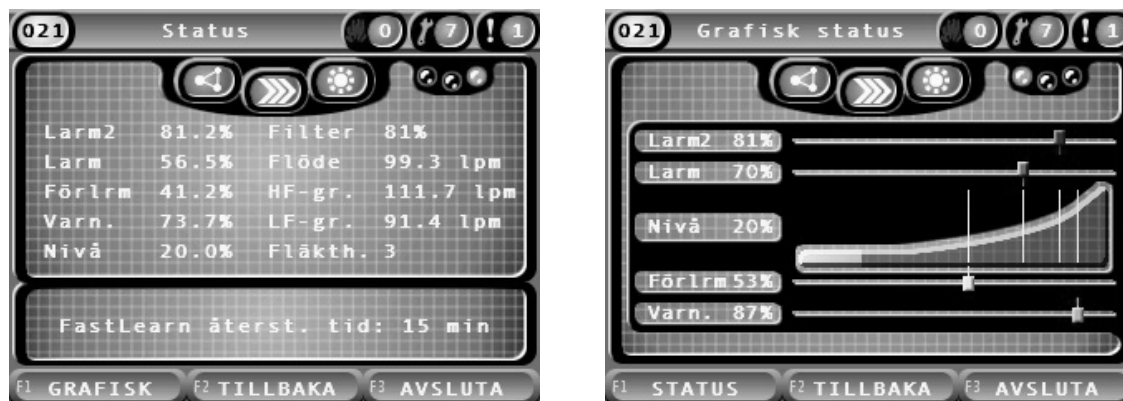 021 Status 0 7 ! 1
Larm2 81.2% Filter 81%
Larm 56.5% Flöde 99.3 lpm
Förlrm 41.2% HF-gr. 111.7 lpm
Varn. 73.7% LF-gr. 91.4 lpm
Nivå 20.0% Fläkth. 3
FastLearn återst. tid: 15 min
F1 GRAFISK F2 TILLBAKA F3 AVSLUTA
021 Grafisk status 0 7 ! 1
Larm2 81%
Larm 70%
Nivå 20%
Förlrm 53%
Varn. 87%
F1 STATUS F2 TILLBAKA F3 AVSLUTA